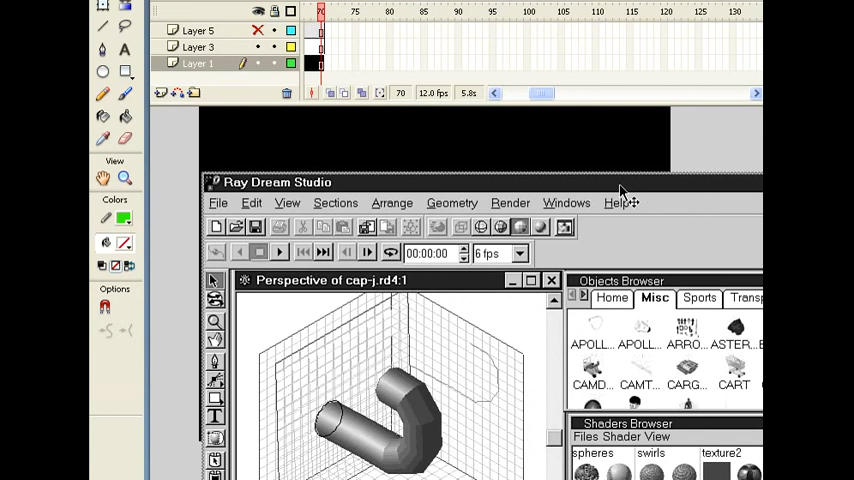 70 75 80 85 90 95 100 105 110 115 120 125 130
Layer 5
Layer 3
Layer 1
70 12.0 fps 5.8s
A
View
Colors
Options
Ray Dream Studio
File Edit View Sections Arrange Geometry Render Windows Help
00:00:00 6 fps
Perspective of cap-j.rd4:1
T
Objects Browser
Home Misc Sports Transp
APOLL... APOLL... ARRO... ASTER...
CAMD... CAMT... CARG... CART
Shaders Browser
Files Shader View
spheres swirls texture2